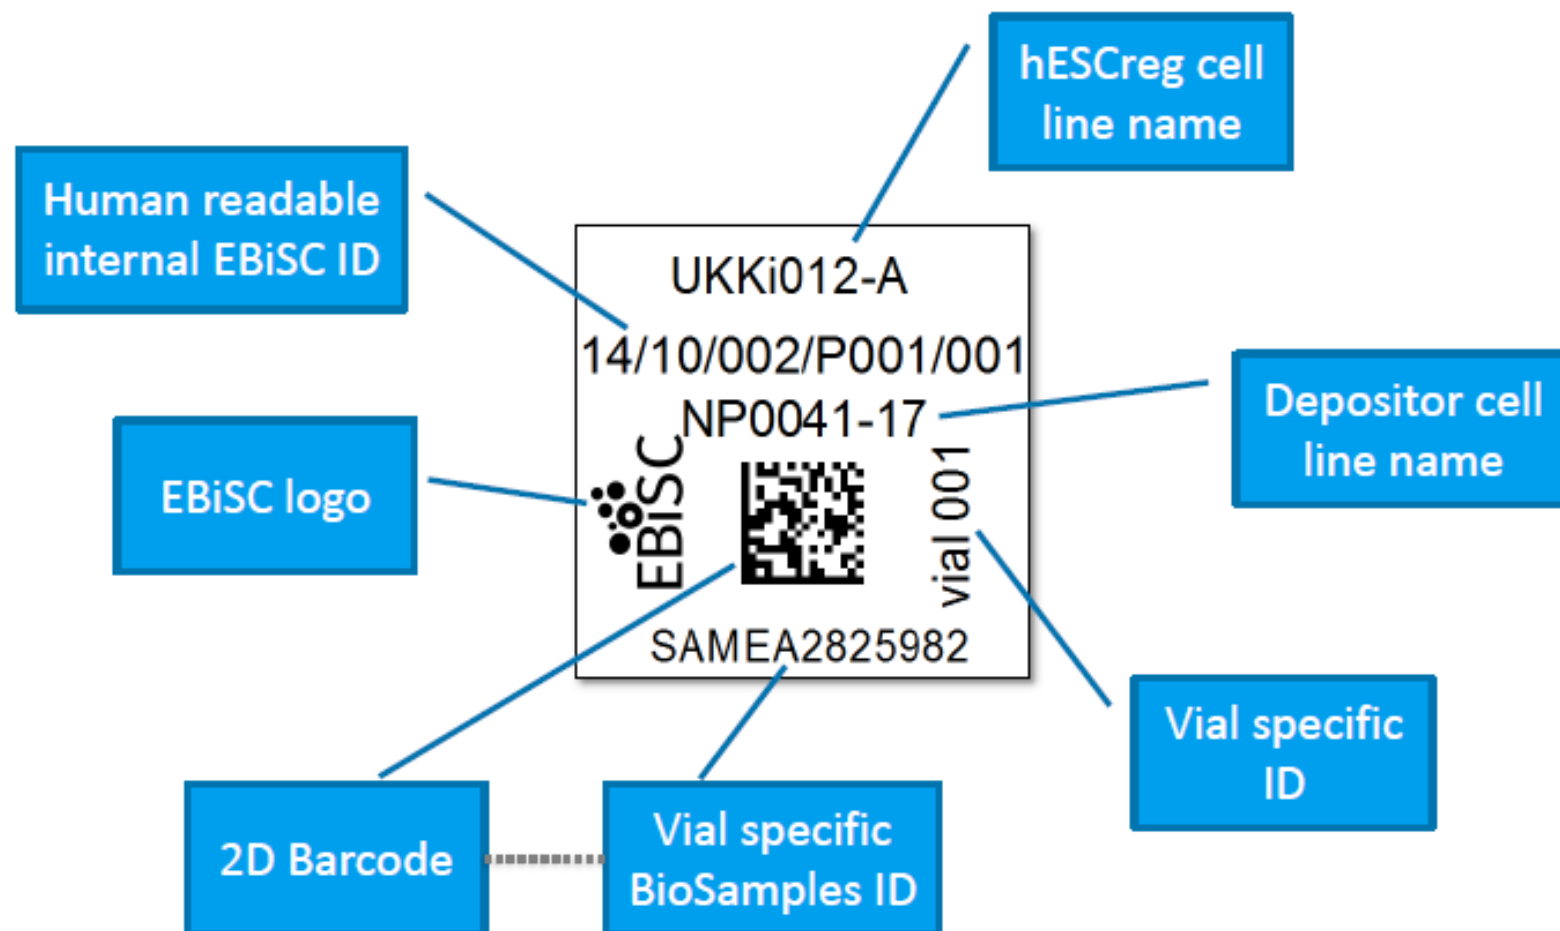 hESCreg cell
line name
Human readable
internal EBiSC ID
UKKi012-A
14/10/002/P001/001
NP0041-17
Depositor cell
line name
EBiSC logo
EBiSC
vial 001
SAMEA2825982
Vial specific
ID
2D Barcode
Vial specific
BioSamples ID